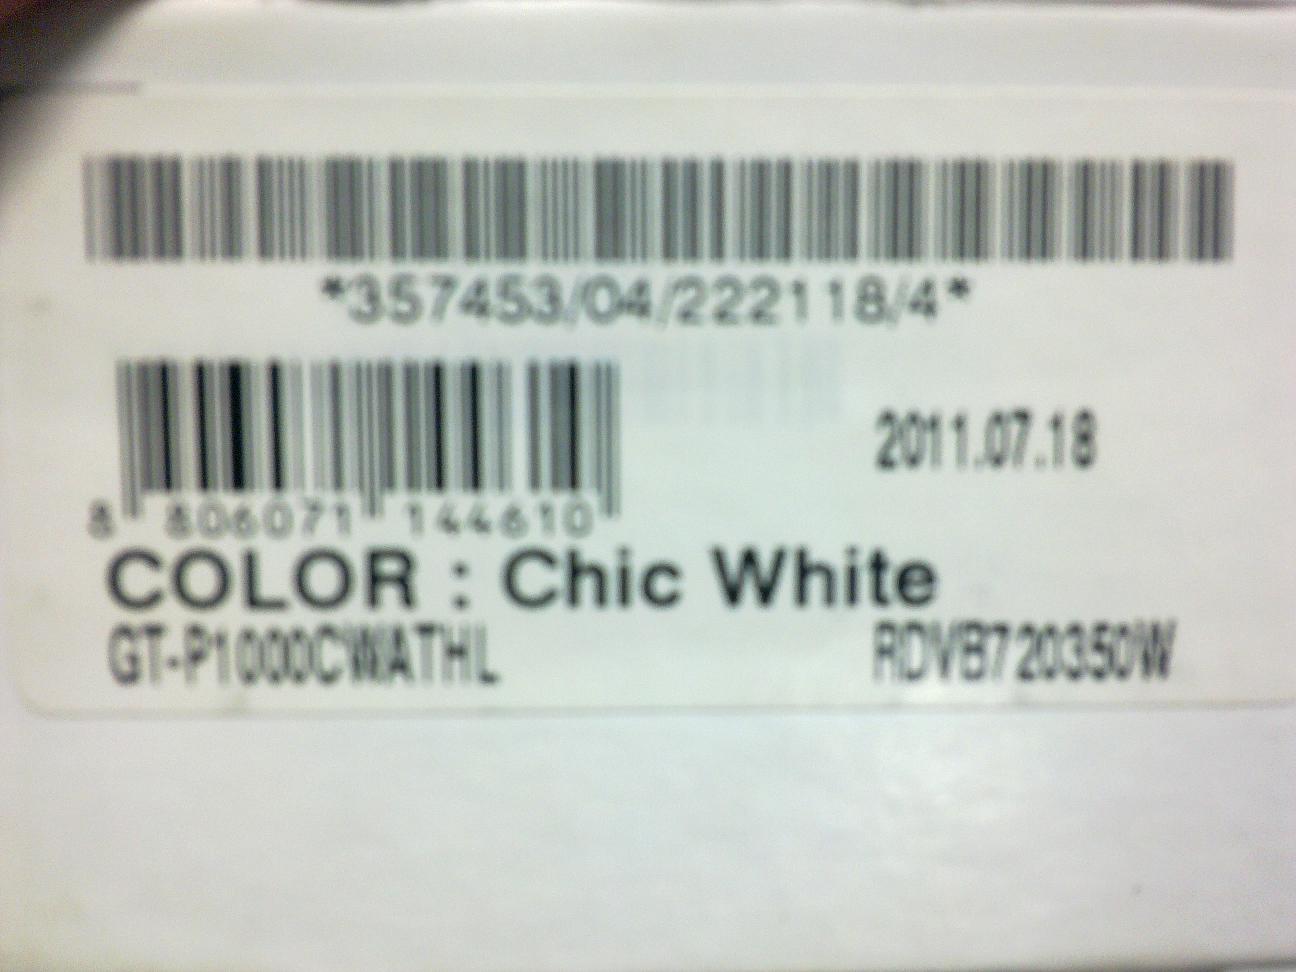 *357453/04/222118/4*
2011.07.18
8 806071 144610
COLOR : Chic White
GT-P1000CWATHL RDVB720350W